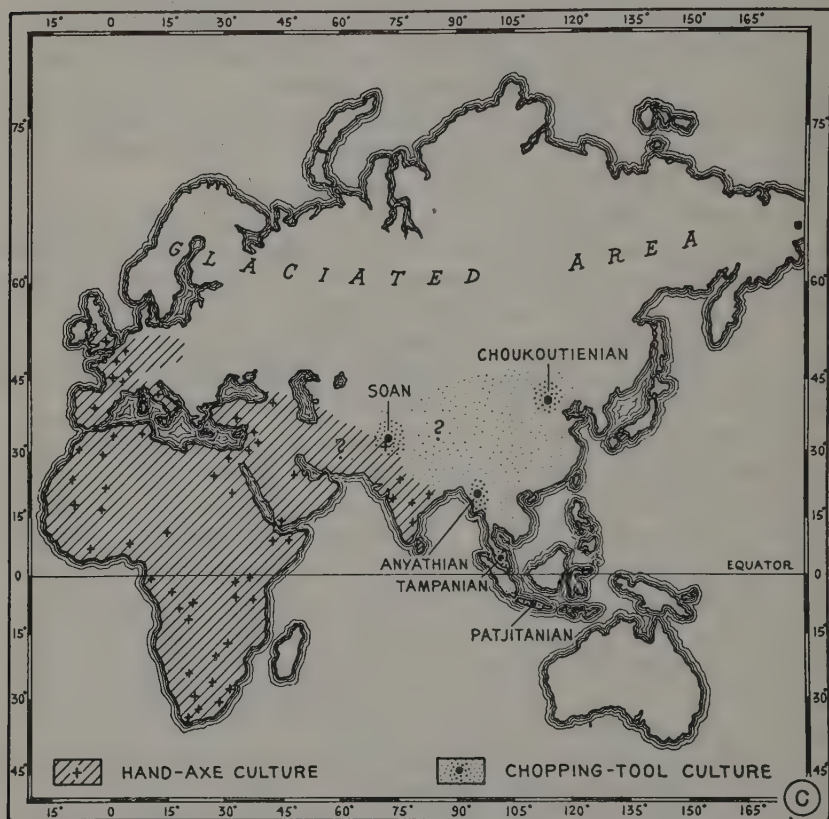 15° 0 15° 30° 45° 60° 75° 90° 105° 120° 135° 150° 165°
75° 75°
GLACIATED AREA
60° 60°
CHOUKOUTIENIAN
45° 45°
SOAN
? ?
30° 30°
15° 15°
ANYATHIAN
EQUATOR
0 0
TAMPANIAN
PATJITANIAN
15° 15°
30° 30°
HAND-AXE CULTURE CHOPPING-TOOL CULTURE
45° 45°
C
15° 0 15° 30° 45° 60° 75° 90° 105° 120° 135° 150° 165°